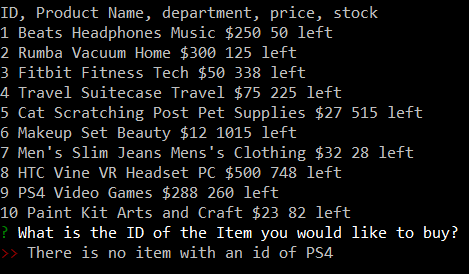 ID, Product Name, department, price, stock
1 Beats Headphones Music $250 50 left
2 Rumba Vacuum Home $300 125 left
3 Fitbit Fitness Tech $50 338 left
4 Travel Suitecase Travel $75 225 left
5 Cat Scratching Post Pet Supplies $27 515 left
6 Makeup Set Beauty $12 1015 left
7 Men's Slim Jeans Mens's Clothing $32 28 left
8 HTC Vine VR Headset PC $500 748 left
9 PS4 Video Games $288 260 left
10 Paint Kit Arts and Craft $23 82 left
? What is the ID of the Item you would like to buy?
>> There is no item with an id of PS4